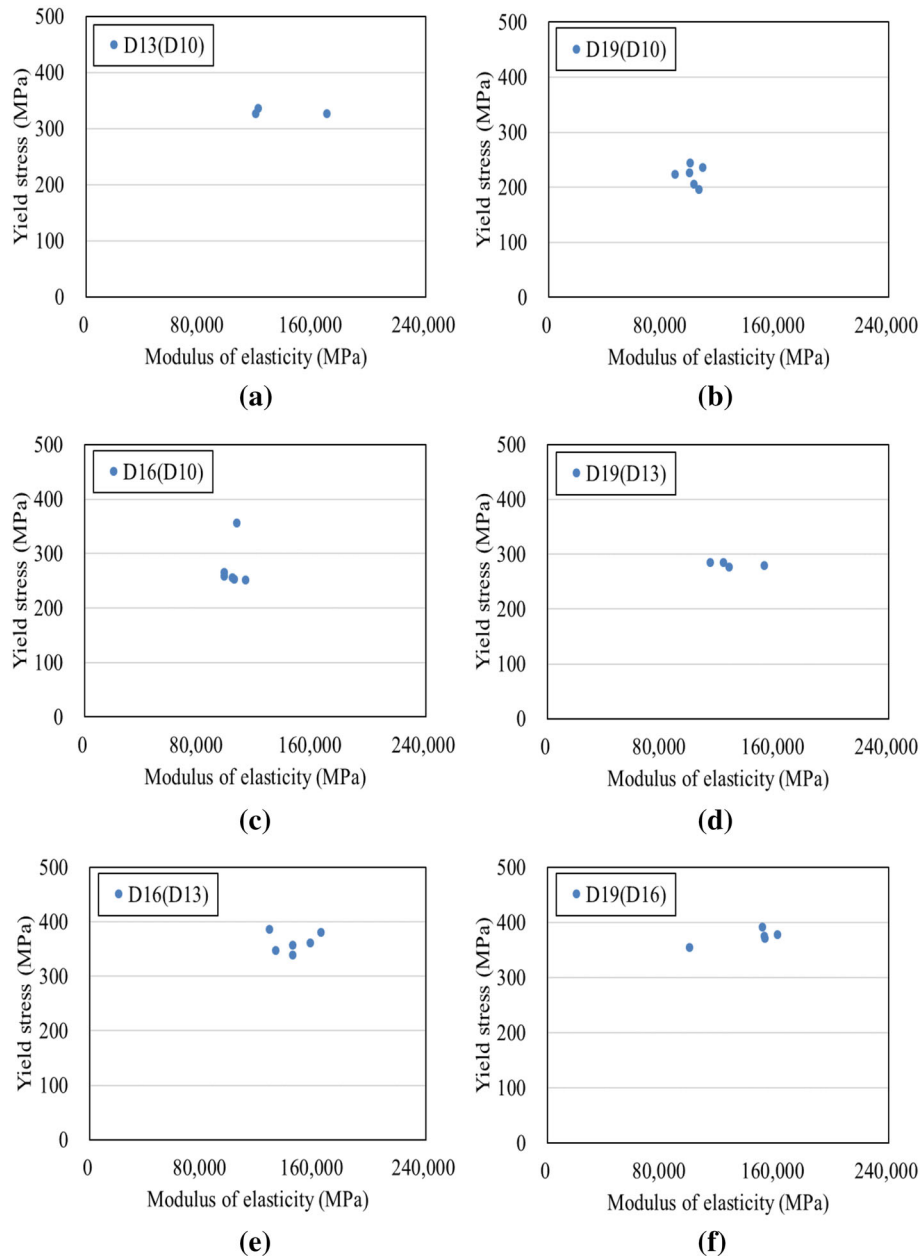 500
400
300
200
100
0
Yield stress (MPa)
D13(D10)
0 80,000 160,000 240,000
Modulus of elasticity (MPa)
(a)
500
400
300
200
100
0
Yield stress (MPa)
D19(D10)
0 80,000 160,000 240,000
Modulus of elasticity (MPa)
(b)
500
400
300
200
100
0
Yield stress (MPa)
D16(D10)
0 80,000 160,000 240,000
Modulus of elasticity (MPa)
(c)
500
400
300
200
100
0
Yield stress (MPa)
D19(D13)
0 80,000 160,000 240,000
Modulus of elasticity (MPa)
(d)
500
400
300
200
100
0
Yield stress (MPa)
D16(D13)
0 80,000 160,000 240,000
Modulus of elasticity (MPa)
(e)
500
400
300
200
100
0
Yield stress (MPa)
D19(D16)
0 80,000 160,000 240,000
Modulus of elasticity (MPa)
(f)